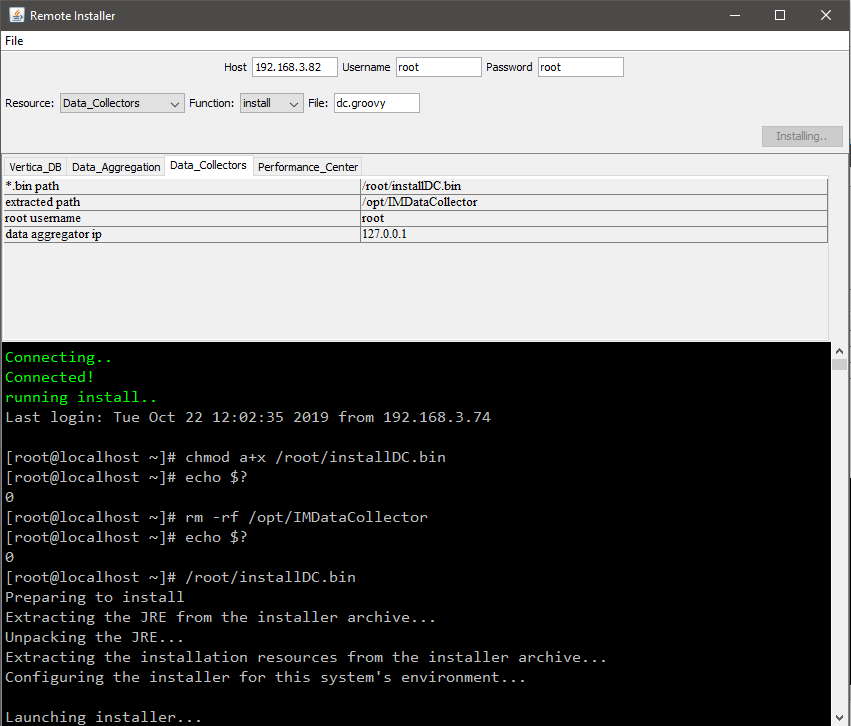 Remote Installer
File
Host 192.168.3.82 Username root Password root
Resource: Data_Collectors Function: install File: dc.groovy
Installing..
Vertica_DB Data_Aggregation Data_Collectors Performance_Center
*.bin path /root/installDC.bin
extracted path /opt/IMDataCollector
root username root
data aggregator ip 127.0.0.1
Connecting..
Connected!
running install..
Last login: Tue Oct 22 12:02:35 2019 from 192.168.3.74
[root@localhost ~]# chmod a+x /root/installDC.bin
[root@localhost ~]# echo $?
0
[root@localhost ~]# rm -rf /opt/IMDataCollector
[root@localhost ~]# echo $?
0
[root@localhost ~]# /root/installDC.bin
Preparing to install
Extracting the JRE from the installer archive...
Unpacking the JRE...
Extracting the installation resources from the installer archive...
Configuring the installer for this system's environment...
Launching installer...